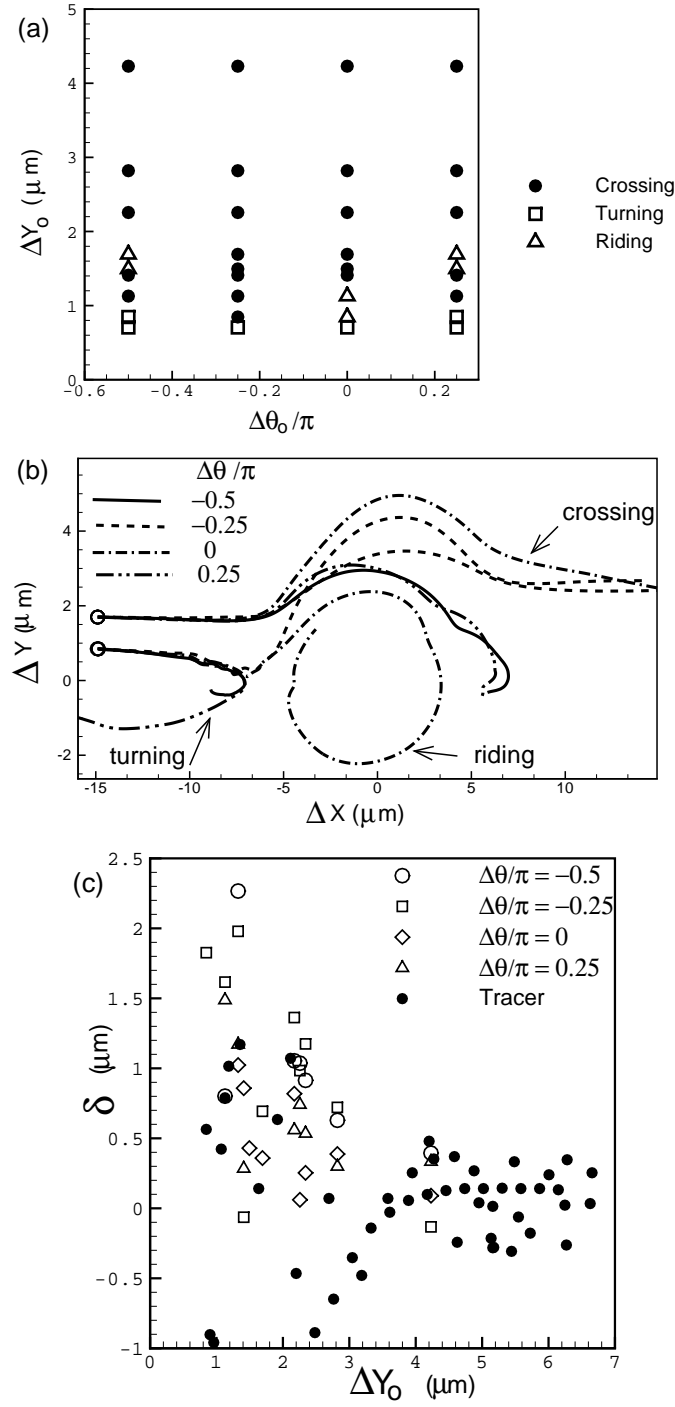 (a)
5
4
3
2
1
0
ΔYo (μm)
−0.6 −0.4 −0.2 0 0.2
Δθo/π
Crossing
Turning
Riding
(b)
Δθ/π
−0.5
−0.25
0
0.25
crossing
turning
riding
4
2
0
-2
ΔY (μm)
-15 -10 -5 0 5 10
ΔX (μm)
(c)
2.5
2
1.5
1
0.5
0
−0.5
−1
δ (μm)
Δθ/π = −0.5
Δθ/π = −0.25
Δθ/π = 0
Δθ/π = 0.25
Tracer
0 1 2 3 4 5 6 7
ΔYo (μm)